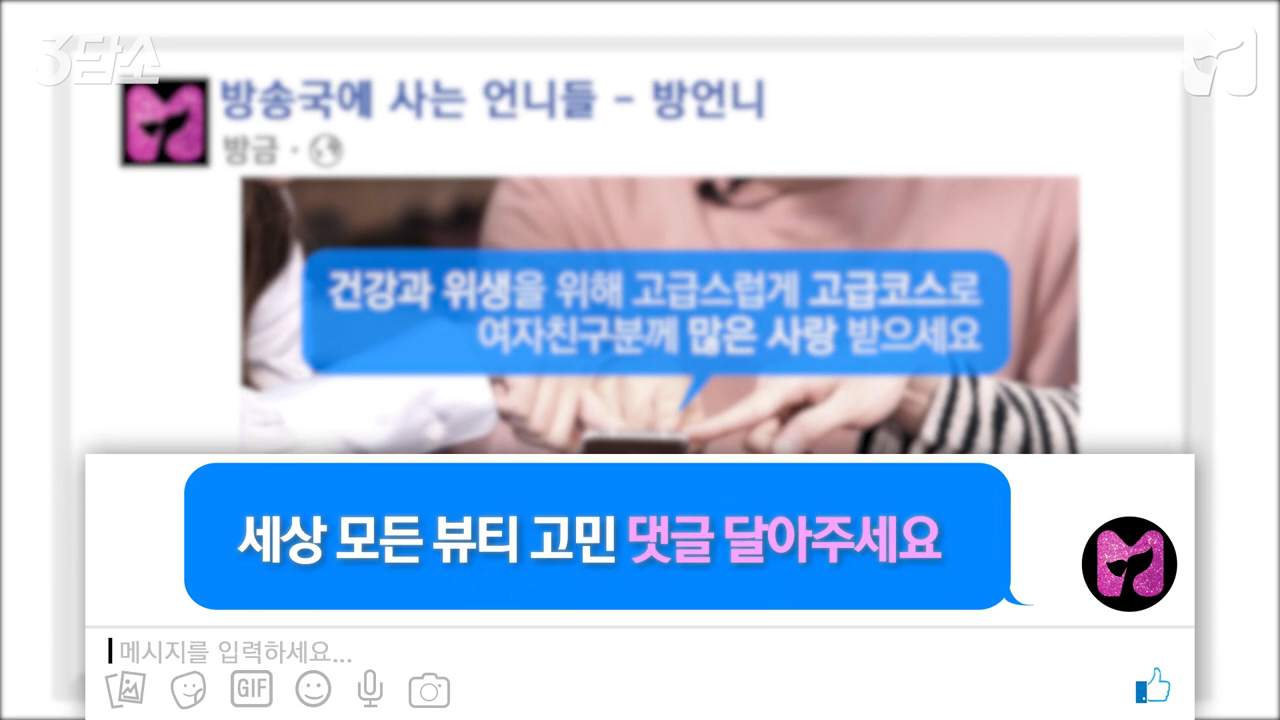 3담소
방송국에 사는 언니들 - 방언니
방금 ·
건강과 위생을 위해 고급스럽게 고급코스로
여자친구분께 많은 사랑 받으세요
세상 모든 뷰티 고민 댓글 달아주세요
메시지를 입력하세요...
GIF